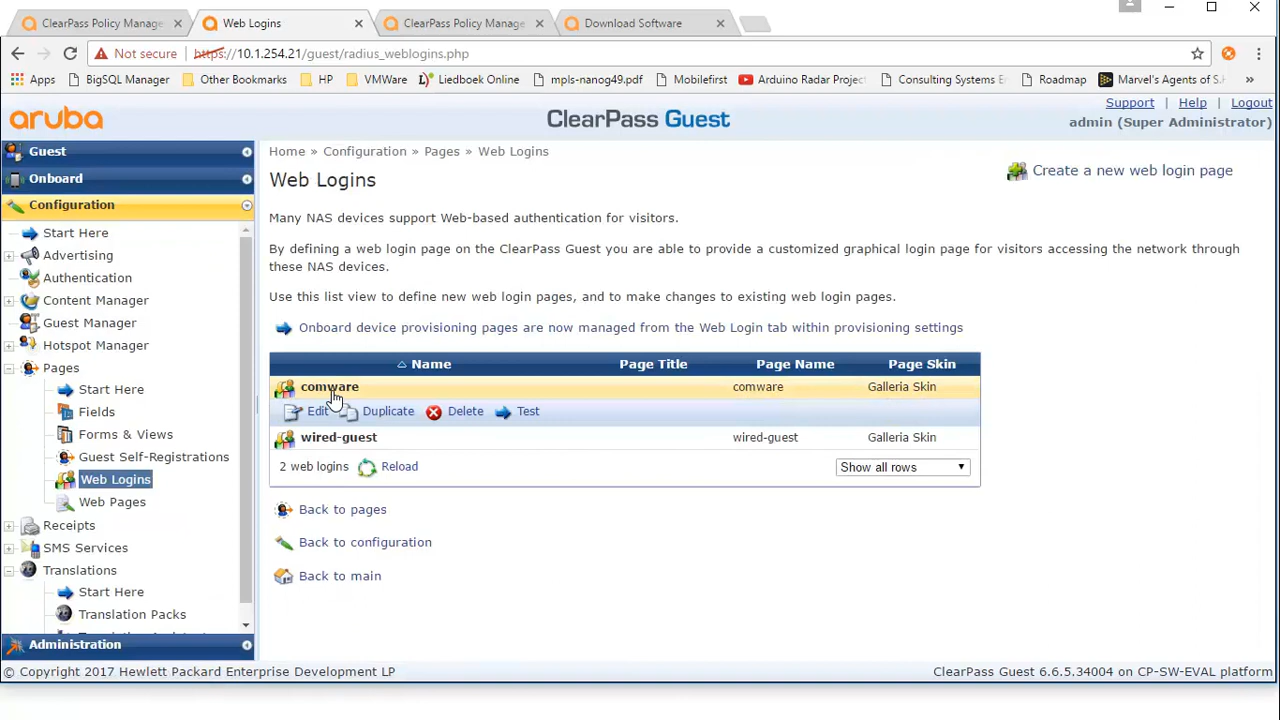 ClearPass Policy Manage
Web Logins
ClearPass Policy Manage
Download Software
Not secure https://10.1.254.21/guest/radius_weblogins.php
Apps
BigSQL Manager
Other Bookmarks
HP
VMWare
Liedboek Online
mpls-nanog49.pdf
Mobilefish
Arduino Radar Projec
Consulting Systems En
Roadmap
Marvel's Agents of S.H
»
aruba
ClearPass Guest
Support | Help | Logout
admin (Super Administrator)
Guest
Onboard
Configuration
Start Here
Advertising
Authentication
Content Manager
Guest Manager
Hotspot Manager
Pages
Start Here
Fields
Forms & Views
Guest Self-Registrations
Web Logins
Web Pages
Receipts
SMS Services
Translations
Start Here
Translation Packs
Administration
Home » Configuration » Pages » Web Logins
Web Logins
Create a new web login page
Many NAS devices support Web-based authentication for visitors.
By defining a web login page on the ClearPass Guest you are able to provide a customized graphical login page for visitors accessing the network through
these NAS devices.
Use this list view to define new web login pages, and to make changes to existing web login pages.
Onboard device provisioning pages are now managed from the Web Login tab within provisioning settings
Name Page Title Page Name Page Skin
comware comware Galleria Skin
Edit Duplicate Delete Test
wired-guest wired-guest Galleria Skin
2 web logins Reload Show all rows
Back to pages
Back to configuration
Back to main
© Copyright 2017 Hewlett Packard Enterprise Development LP
ClearPass Guest 6.6.5.34004 on CP-SW-EVAL platform